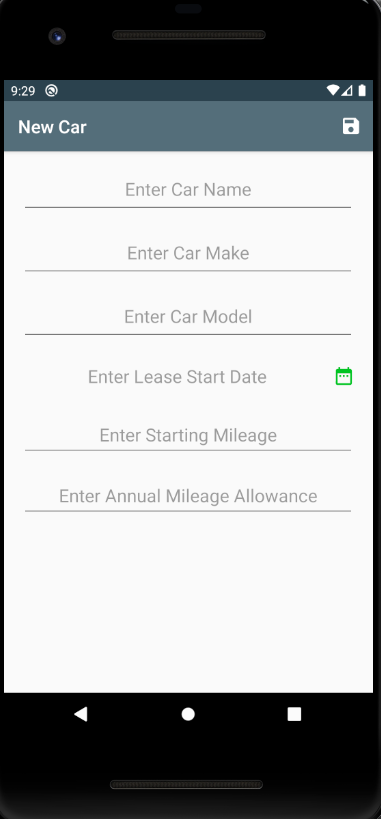 9:29
New Car
Enter Car Name
Enter Car Make
Enter Car Model
Enter Lease Start Date
Enter Starting Mileage
Enter Annual Mileage Allowance